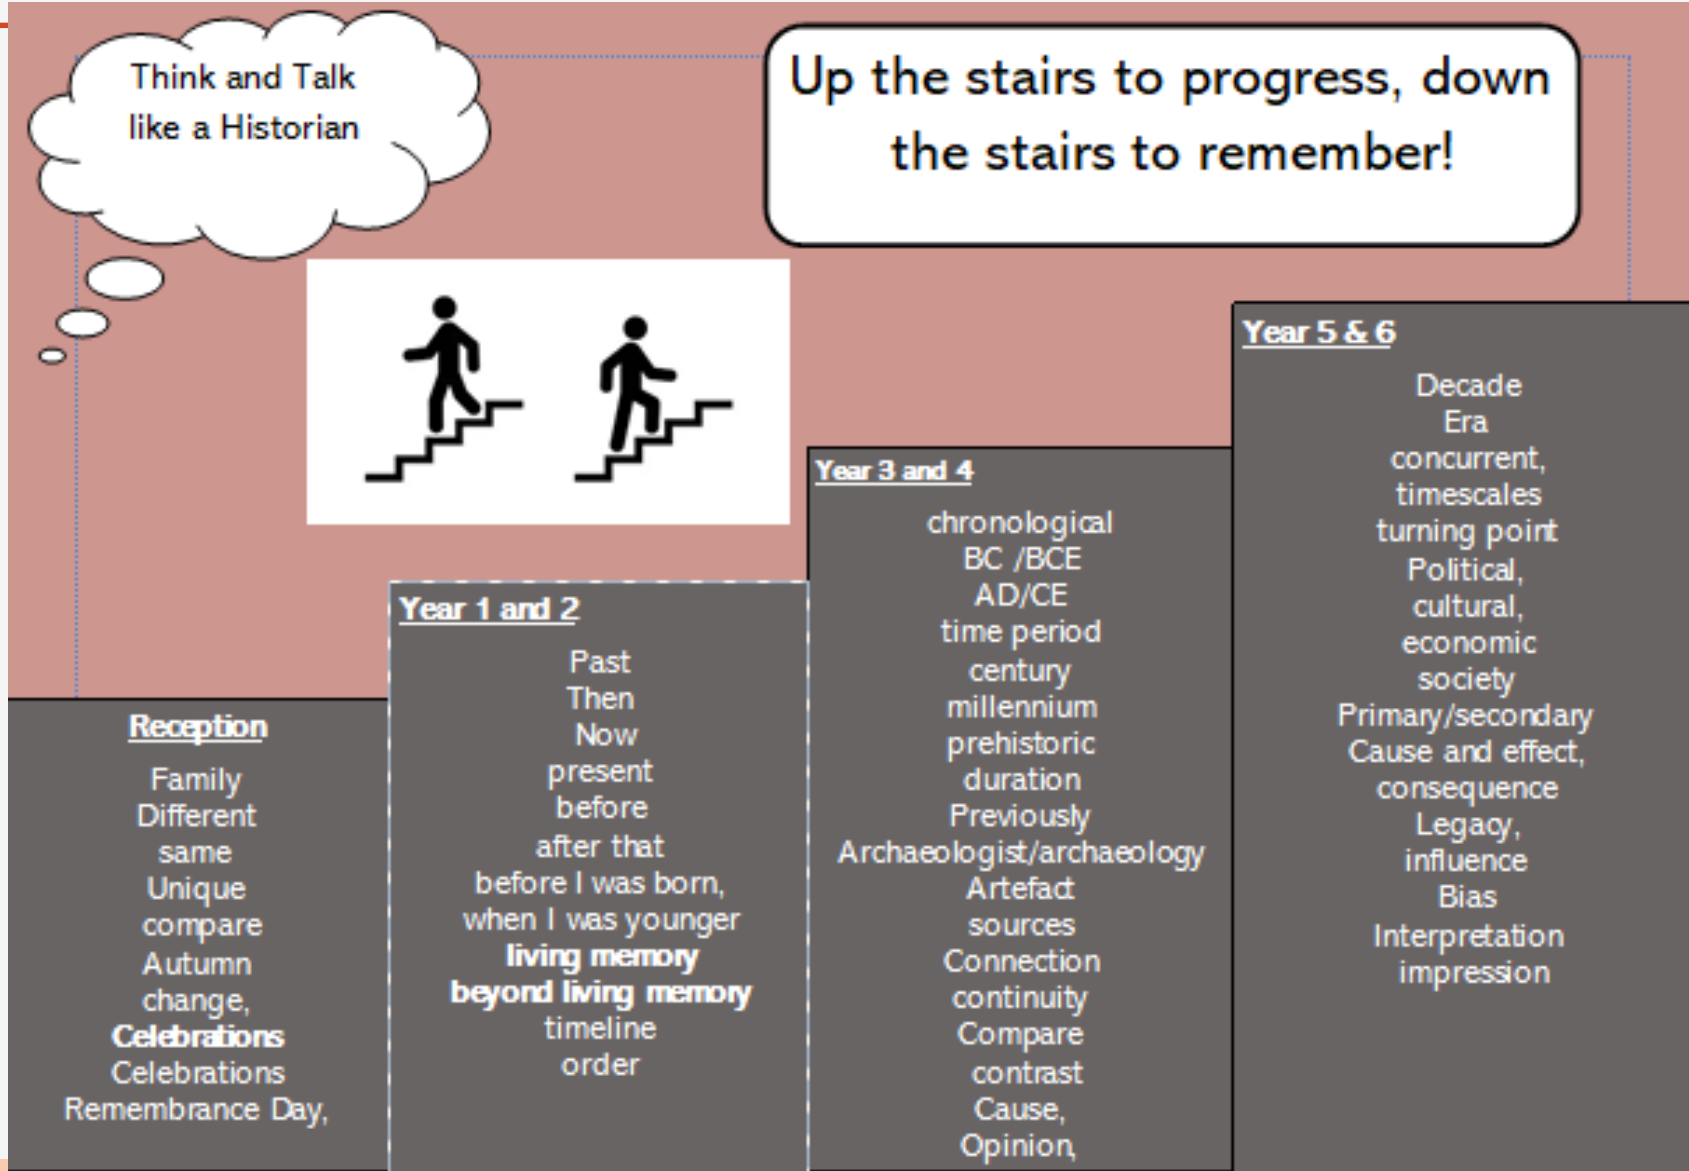 Think and Talk
like a Historian
Up the stairs to progress, down
the stairs to remember!
Reception
Family
Different
same
Unique
compare
Autumn
change,
Celebrations
Celebrations
Remembrance Day,
Year 1 and 2
Past
Then
Now
present
before
after that
before I was born,
when I was younger
living memory
beyond living memory
timeline
order
Year 3 and 4
chronological
BC /BCE
AD/CE
time period
century
millennium
prehistoric
duration
Previously
Archaeologist/archaeology
Artefact
sources
Connection
continuity
Compare
contrast
Cause,
Opinion,
Year 5 & 6
Decade
Era
concurrent,
timescales
turning point
Political,
cultural,
economic
society
Primary/secondary
Cause and effect,
consequence
Legacy,
influence
Bias
Interpretation
impression